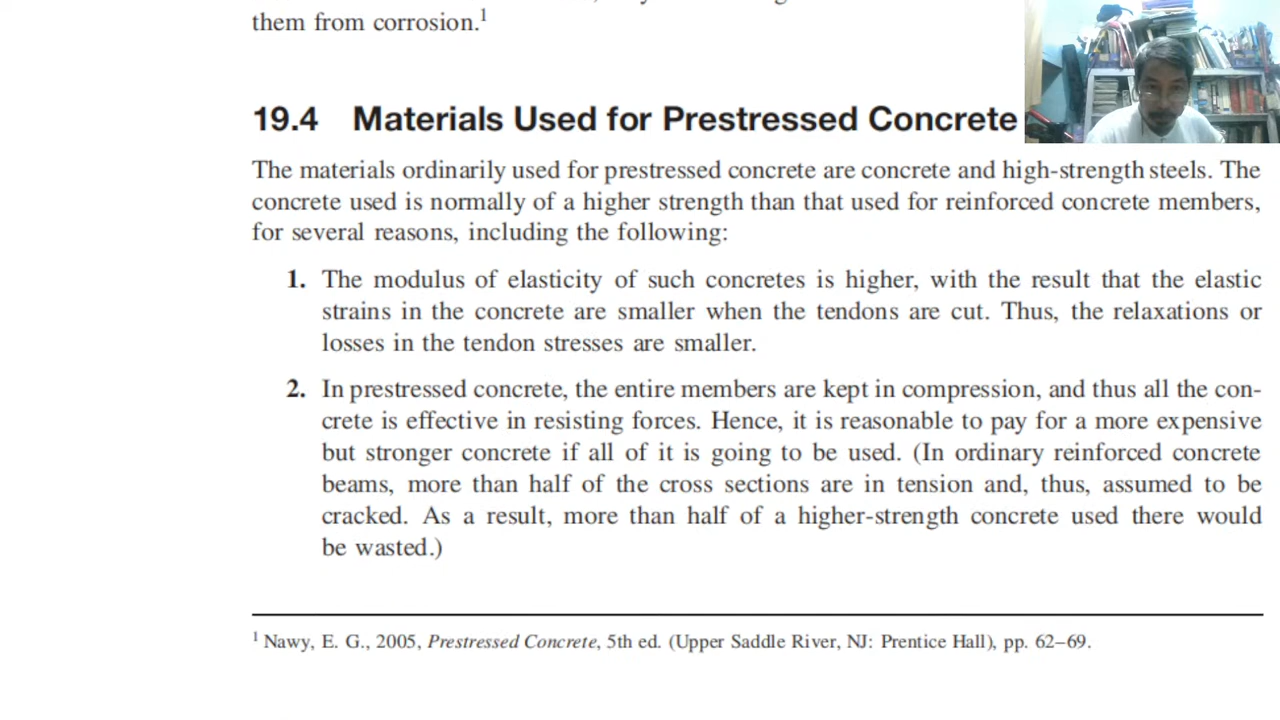 them from corrosion.1
19.4 Materials Used for Prestressed Concrete
The materials ordinarily used for prestressed concrete are concrete and high-strength steels. The
concrete used is normally of a higher strength than that used for reinforced concrete members,
for several reasons, including the following:
1. The modulus of elasticity of such concretes is higher, with the result that the elastic
strains in the concrete are smaller when the tendons are cut. Thus, the relaxations or
losses in the tendon stresses are smaller.
2. In prestressed concrete, the entire members are kept in compression, and thus all the con-
crete is effective in resisting forces. Hence, it is reasonable to pay for a more expensive
but stronger concrete if all of it is going to be used. (In ordinary reinforced concrete
beams, more than half of the cross sections are in tension and, thus, assumed to be
cracked. As a result, more than half of a higher-strength concrete used there would
be wasted.)
1 Nawy, E. G., 2005, Prestressed Concrete, 5th ed. (Upper Saddle River, NJ: Prentice Hall), pp. 62–69.